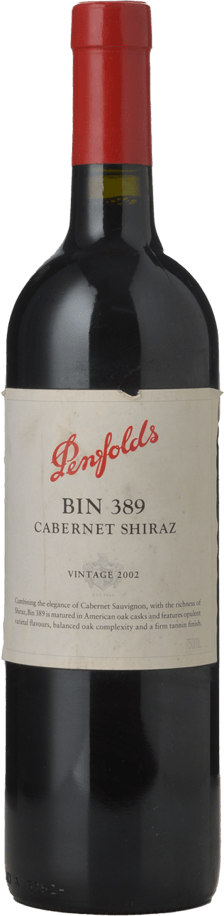 Penfolds
BIN 389
CABERNET SHIRAZ
VINTAGE 2002
Combining the elegance of Cabernet Sauvignon, with the richness of
Shiraz, Bin 389 is matured in American oak casks and features opulent
varietal flavours, balanced oak complexity and a firm tannin finish.